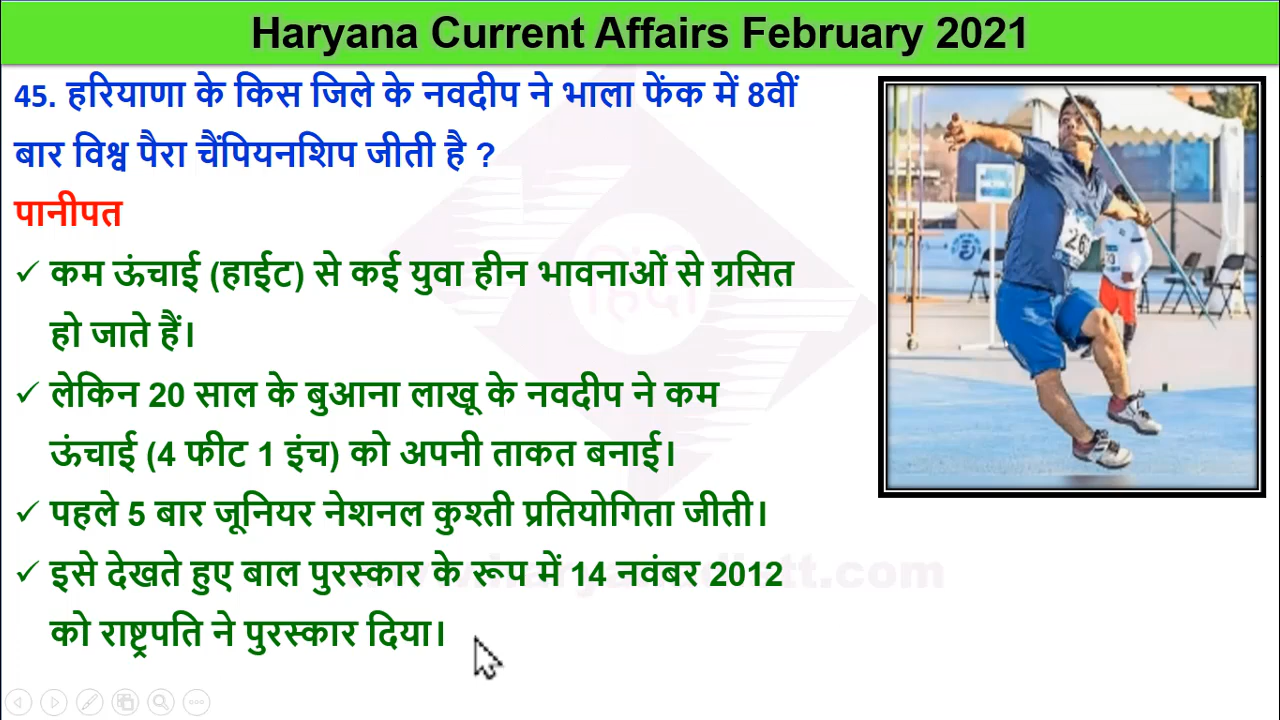 Haryana Current Affairs February 2021
45. हरियाणा के किस जिले के नवदीप ने भाला फेंक में 8वीं
बार विश्व पैरा चैंपियनशिप जीती है ?
पानीपत
✓ कम ऊंचाई (हाईट) से कई युवा हीन भावनाओं से ग्रसित
हो जाते हैं।
✓ लेकिन 20 साल के बुआना लाखू के नवदीप ने कम
ऊंचाई (4 फीट 1 इंच) को अपनी ताकत बनाई।
✓ पहले 5 बार जूनियर नेशनल कुश्ती प्रतियोगिता जीती।
✓ इसे देखते हुए बाल पुरस्कार के रूप में 14 नवंबर 2012
को राष्ट्रपति ने पुरस्कार दिया।
हिंदी
26